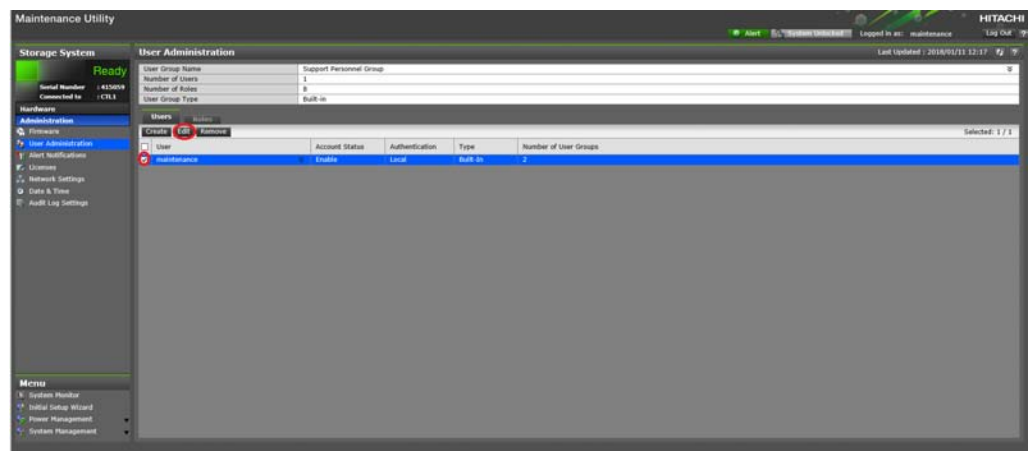 Maintenance Utility
HITACHI
Alert System Unlocked Logged in as: maintenance Log Out ?
Storage System
Ready
Serial Number : 415059
Connected to : CTL1
Hardware
Administration
Firmware
User Administration
Alert Notifications
Licenses
Network Settings
Date & Time
Audit Log Settings
Menu
System Monitor
Initial Setup Wizard
Power Management
System Management
User Administration
Last Updated : 2018/01/11 12:17 ?
User Group Name Support Personnel Group
Number of Users 1
Number of Roles 8
User Group Type Built-in
Users Roles
Create Edit Remove Selected: 1 / 1
User Account Status Authentication Type Number of User Groups
maintenance Enable Local Built-In 2